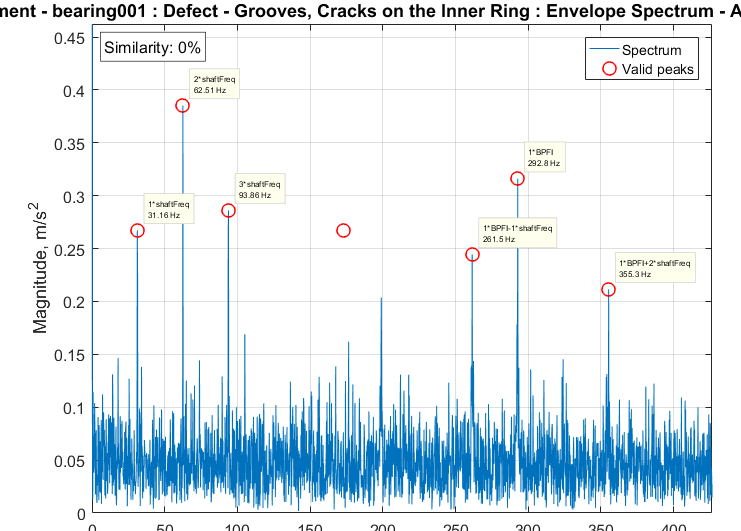 ment - bearing001 : Defect - Grooves, Cracks on the Inner Ring : Envelope Spectrum - A
0.45
Similarity: 0%
Spectrum
Valid peaks
2*shaftFreq
62.51 Hz
0.4
0.35
1*BPFI
292.8 Hz
0.3
3*shaftFreq
93.86 Hz
1*shaftFreq
31.16 Hz
0.25
1*BPFI-1*shaftFreq
261.5 Hz
1*BPFI+2*shaftFreq
355.3 Hz
0.2
0.15
0.1
0.05
0
Magnitude, m/s²
0 50 100 150 200 250 300 350 400